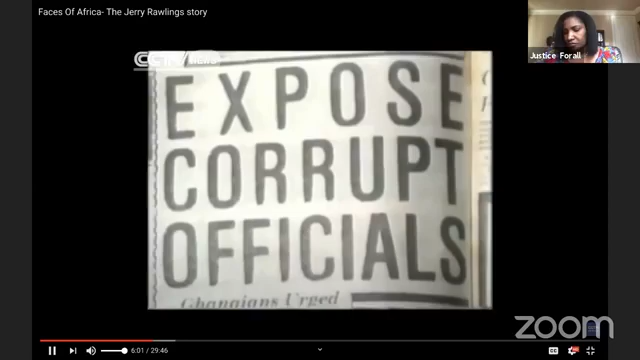 Faces Of Africa- The Jerry Rawlings story
CCTV NEWS
Justice Forall
EXPOSE
CORRUPT
OFFICIALS
Ghanaians Urged
6:01 / 29:46
CC
zoom